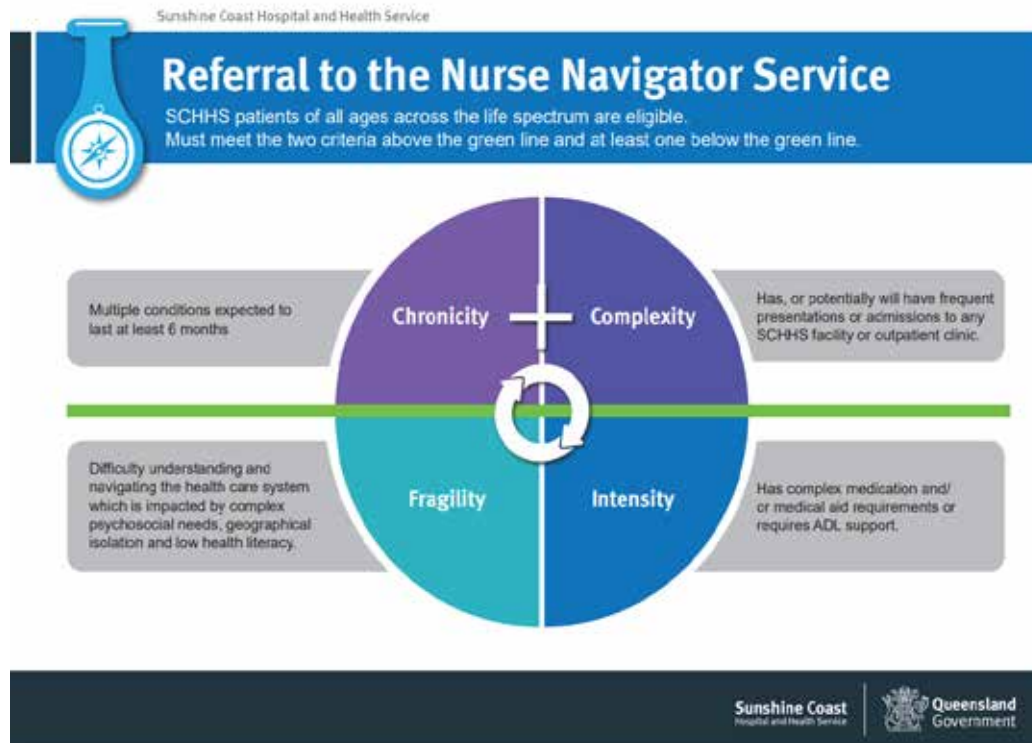 Sunshine Coast Hospital and Health Service
Referral to the Nurse Navigator Service
SCHHS patients of all ages across the life spectrum are eligible.
Must meet the two criteria above the green line and at least one below the green line.
Multiple conditions expected to
last at least 6 months
Chronicity
Complexity
Has, or potentially will have frequent
presentations or admissions to any
SCHHS facility or outpatient clinic.
Difficulty understanding and
navigating the health care system
which is impacted by complex
psychosocial needs, geographical
isolation and low health literacy.
Fragility
Intensity
Has complex medication and/
or medical aid requirements or
requires ADL support.
Sunshine Coast
Hospital and Health Service
Queensland
Government